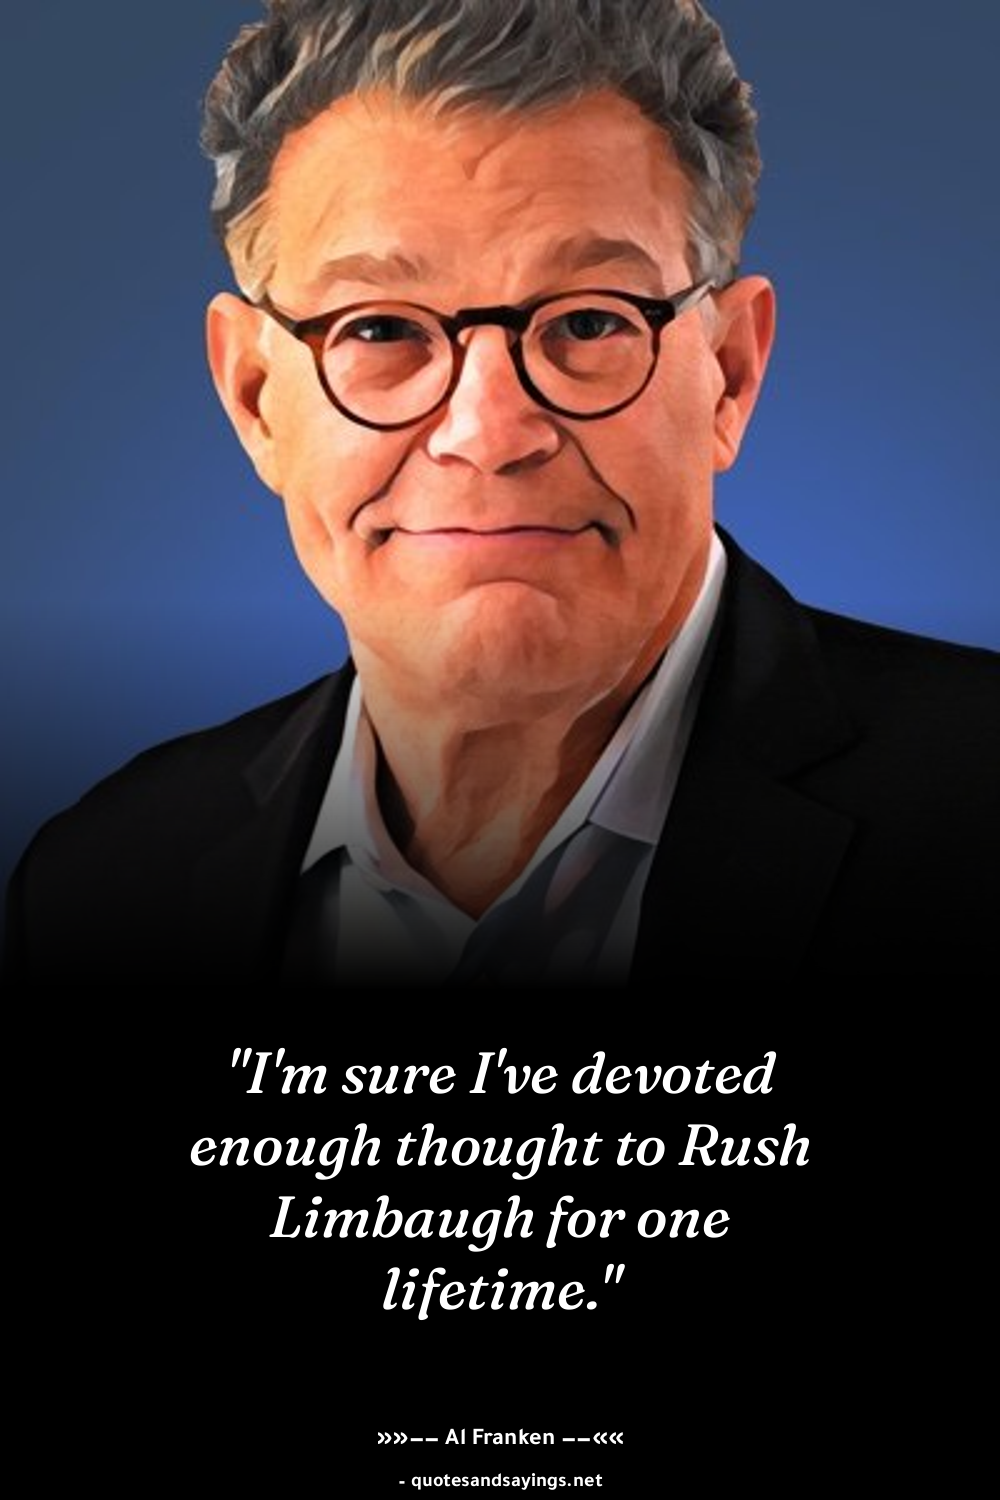 "I'm sure I've devoted
enough thought to Rush
Limbaugh for one
lifetime."
»»−− Al Franken −−««
- quotesandsayings.net